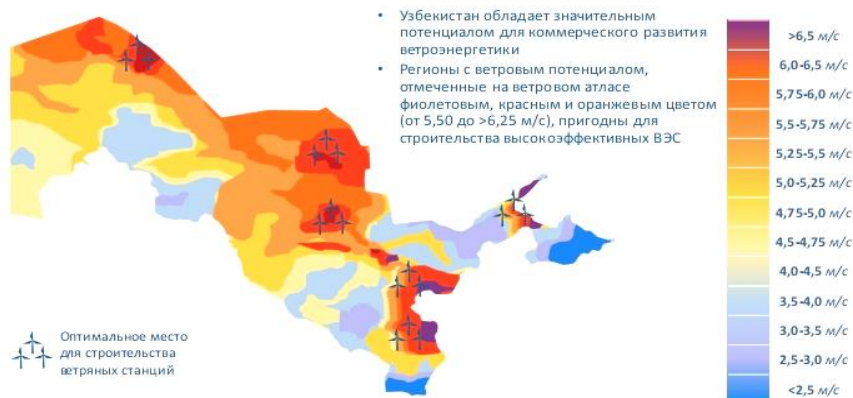 • Узбекистан обладает значительным
потенциалом для коммерческого развития
ветроэнергетики
• Регионы с ветровым потенциалом,
отмеченные на ветровом атласе
фиолетовым, красным и оранжевым цветом
(от 5,50 до >6,25 м/с), пригодны для
строительства высокоэффективных ВЭС
>6,5 м/с
6,0-6,5 м/с
5,75-6,0 м/с
5,5-5,75 м/с
5,25-5,5 м/с
5,0-5,25 м/с
4,75-5,0 м/с
4,5-4,75 м/с
4,0-4,5 м/с
3,5-4,0 м/с
3,0-3,5 м/с
2,5-3,0 м/с
<2,5 м/с
Оптимальное место
для строительства
ветряных станций